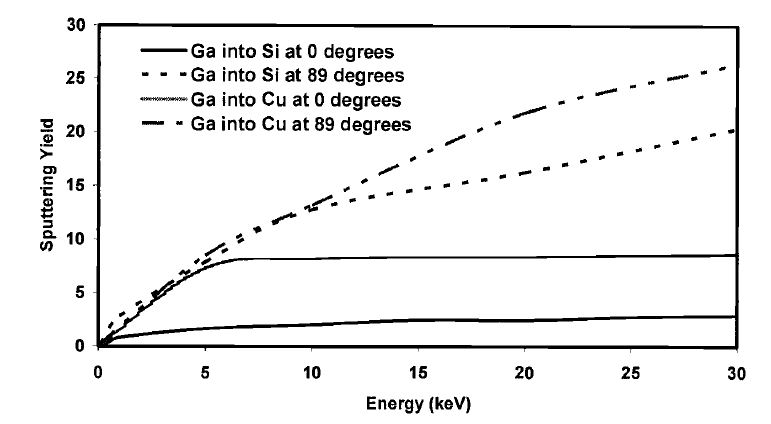 30
25
20
15
10
5
0
Sputtering Yield
Ga into Si at 0 degrees
Ga into Si at 89 degrees
Ga into Cu at 0 degrees
Ga into Cu at 89 degrees
0 5 10 15 20 25 30
Energy (keV)